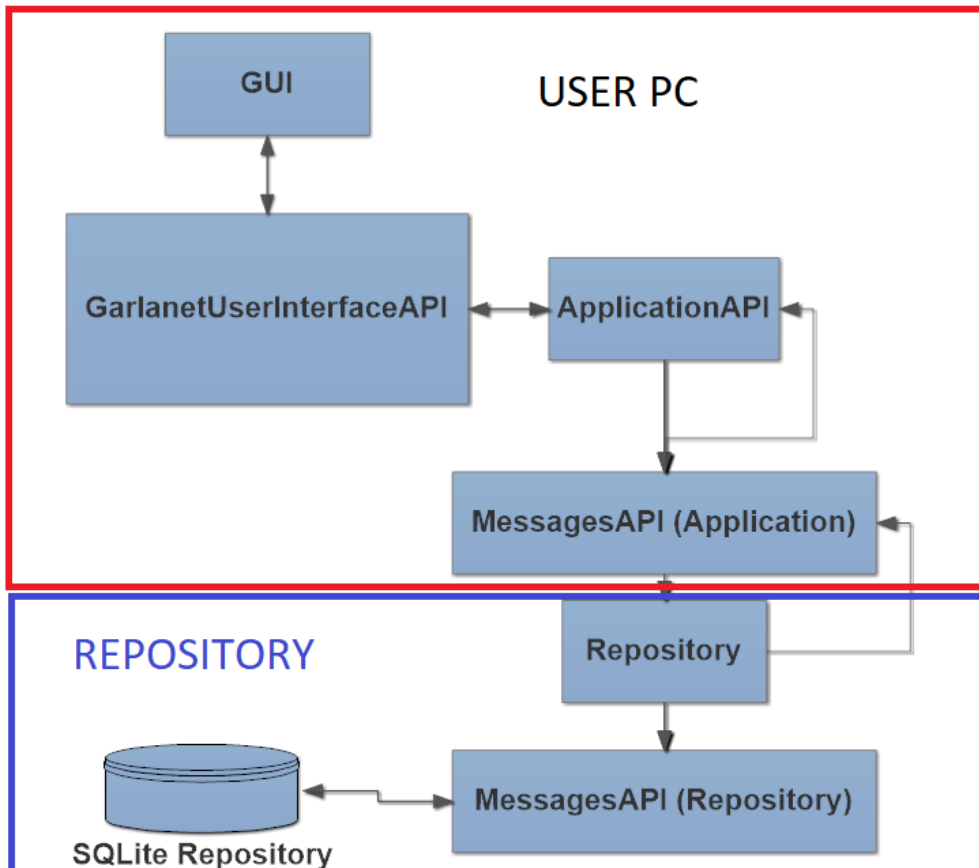 GUI
USER PC
GarlanetUserInterfaceAPI
ApplicationAPI
MessagesAPI (Application)
REPOSITORY
Repository
MessagesAPI (Repository)
SQLite Repository